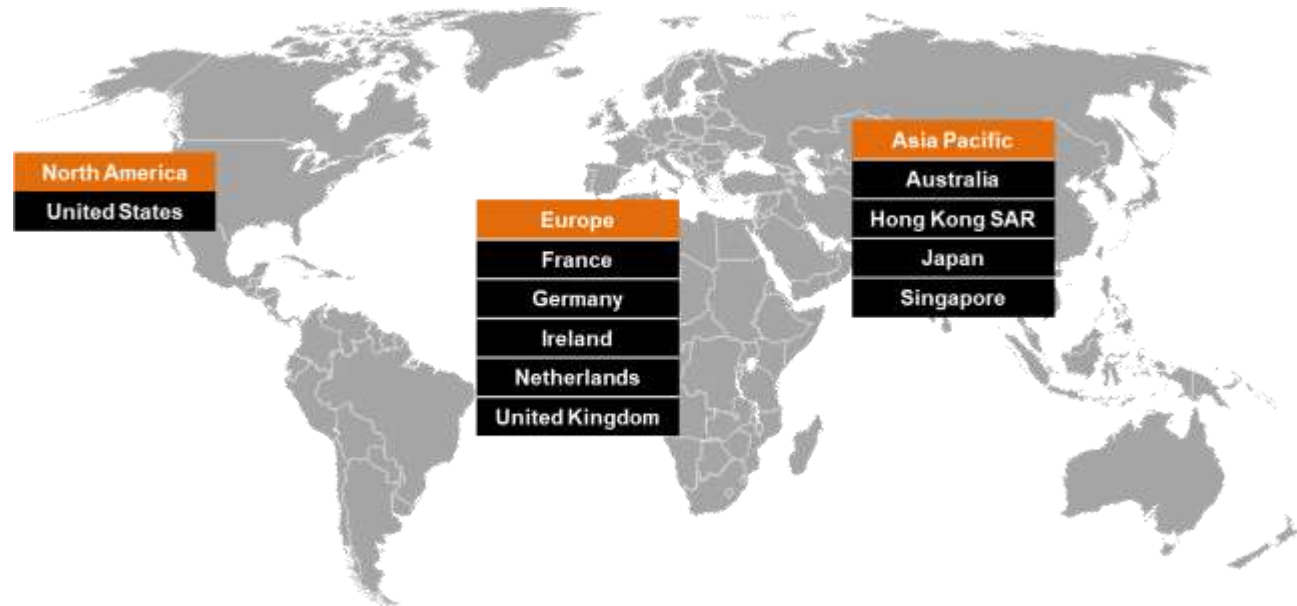 North America
United States
Europe
France
Germany
Ireland
Netherlands
United Kingdom
Asia Pacific
Australia
Hong Kong SAR
Japan
Singapore